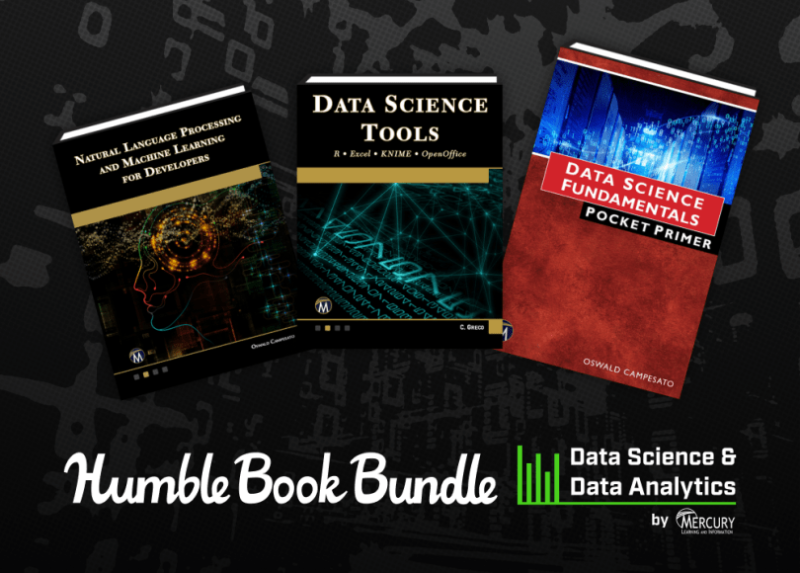 Natural Language Processing
and Machine Learning
for Developers
M
Oswald Campesato
Data Science
Tools
R • Excel • KNIME • OpenOffice
M
C. Greco
DATA SCIENCE
FUNDAMENTALS
POCKET PRIMER
OSWALD CAMPESATO
Humble Book Bundle
Data Science &
Data Analytics
by MERCURY
LEARNING AND INFORMATION